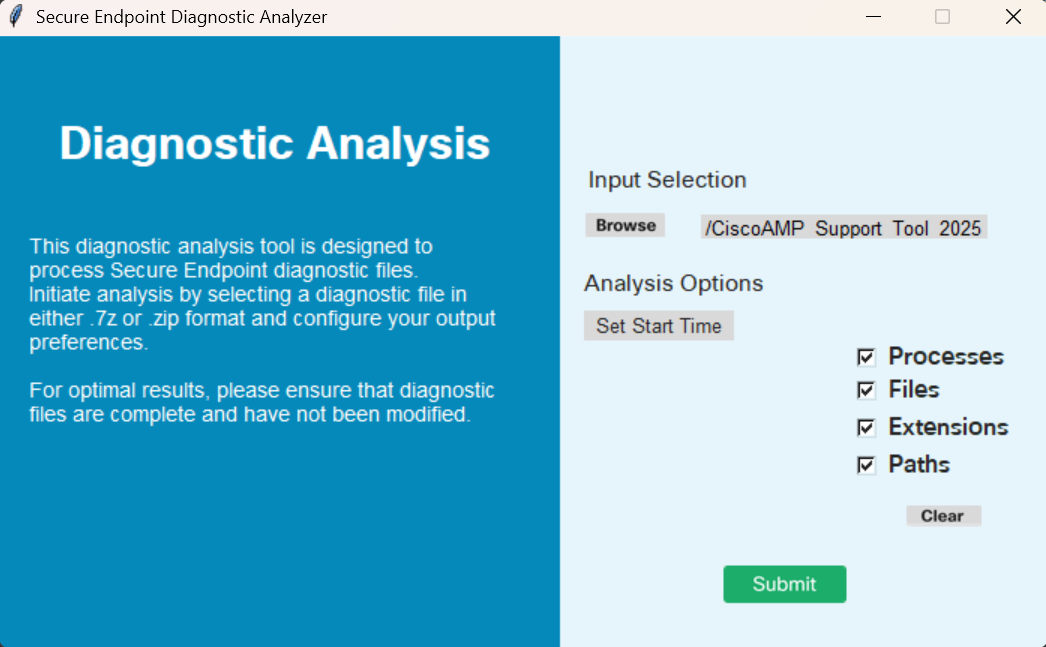 Secure Endpoint Diagnostic Analyzer
Diagnostic Analysis
This diagnostic analysis tool is designed to
process Secure Endpoint diagnostic files.
Initiate analysis by selecting a diagnostic file in
either .7z or .zip format and configure your output
preferences.
For optimal results, please ensure that diagnostic
files are complete and have not been modified.
Input Selection
Browse /CiscoAMP_Support_Tool_2025
Analysis Options
Set Start Time
Processes
Files
Extensions
Paths
Clear
Submit